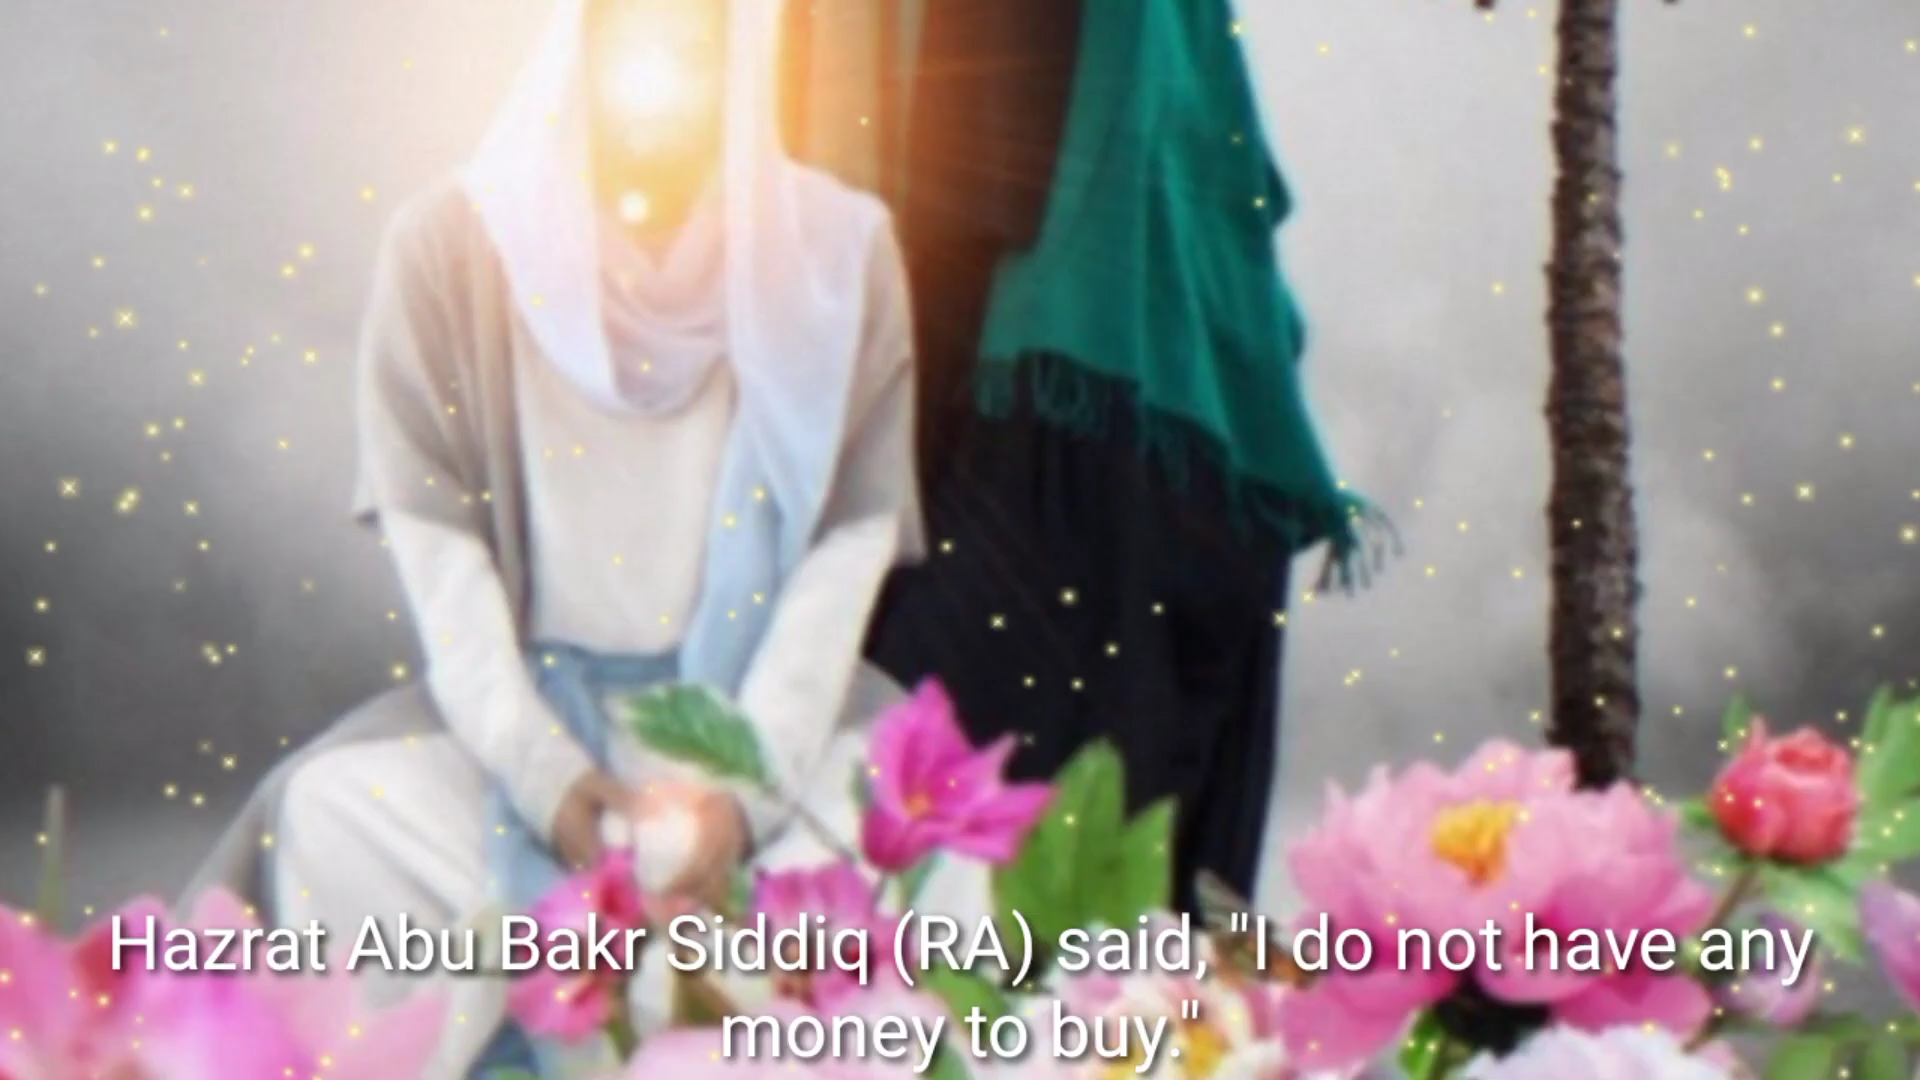 Hazrat Abu Bakr Siddiq (RA) said, "I do not have any
money to buy."